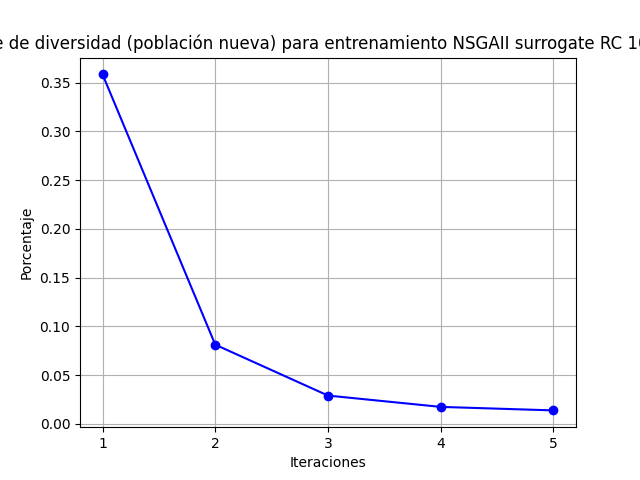 e de diversidad (población nueva) para entrenamiento NSGAII surrogate RC 10
0.35
0.30
0.25
0.20
0.15
0.10
0.05
0.00
Porcentaje
1 2 3 4 5
Iteraciones